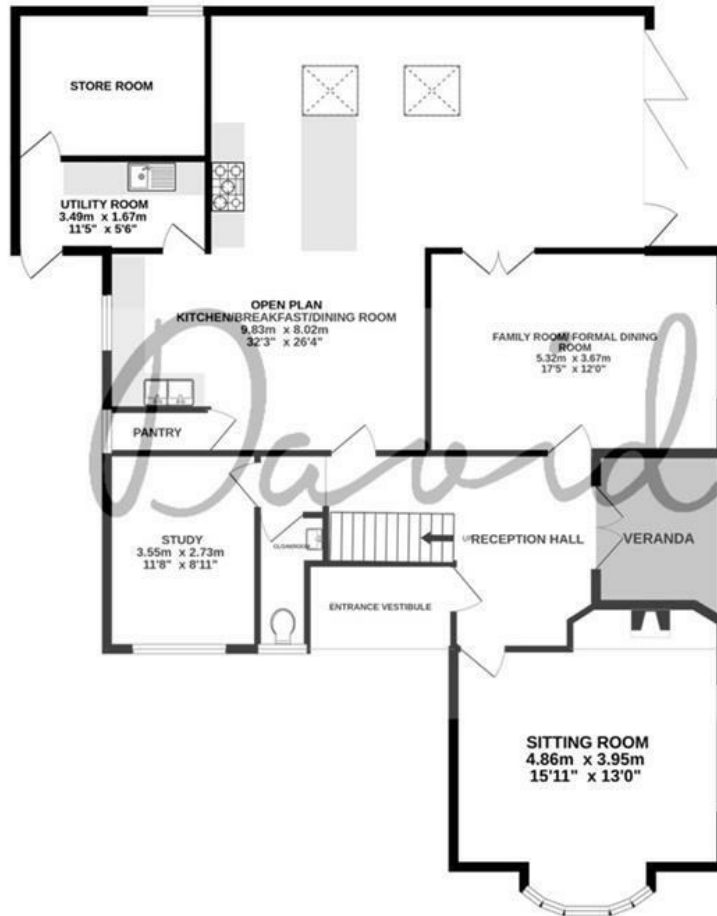 STORE ROOM
UTILITY ROOM
3.49m x 1.67m
11'5" x 5'6"
OPEN PLAN
KITCHEN/BREAKFAST/DINING ROOM
9.83m x 8.02m
32'3" x 26'4"
FAMILY ROOM/ FORMAL DINING
ROOM
5.32m x 3.67m
17'5" x 12'0"
PANTRY
David
STUDY
3.55m x 2.73m
11'8" x 8'11"
CLOAKROOM
UP
RECEPTION HALL
VERANDA
ENTRANCE VESTIBULE
SITTING ROOM
4.86m x 3.95m
15'11" x 13'0"